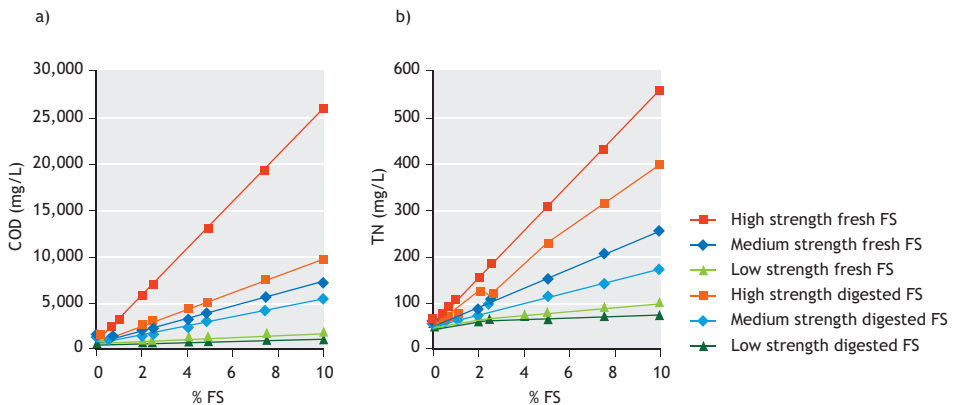 a)
30,000
25,000
20,000
15,000
10,000
5,000
0
COD (mg/L)
0 2 4 6 8 10
% FS
b)
600
500
400
300
200
100
0
TN (mg/L)
0 2 4 6 8 10
% FS
High strength fresh FS
Medium strength fresh FS
Low strength fresh FS
High strength digested FS
Medium strength digested FS
Low strength digested FS